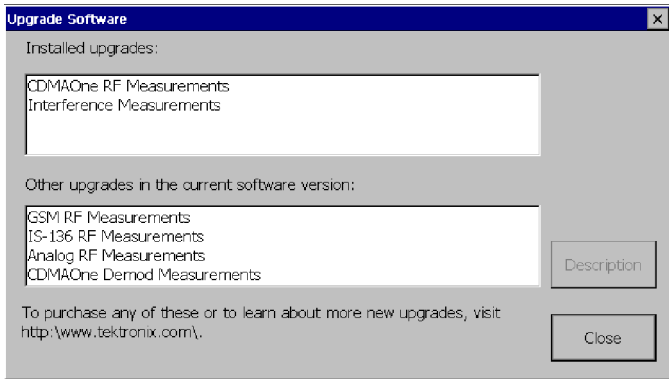 Upgrade Software
Installed upgrades:
CDMAOne RF Measurements
Interference Measurements
Other upgrades in the current software version:
GSM RF Measurements
IS-136 RF Measurements
Analog RF Measurements
CDMAOne Demod Measurements
Description
To purchase any of these or to learn about more new upgrades, visit
http:\www.tektronix.com\.
Close